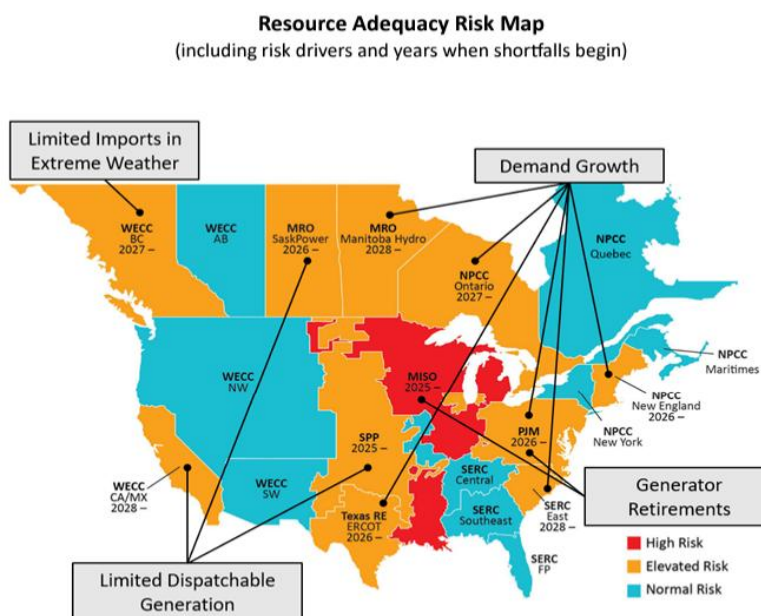 Resource Adequacy Risk Map
(including risk drivers and years when shortfalls begin)
Limited Imports in
Extreme Weather
Demand Growth
WECC
BC
2027 –
WECC
AB
MRO
SaskPower
2026 –
MRO
Manitoba Hydro
2028 –
NPCC
Ontario
2027 –
NPCC
Quebec
NPCC
Maritimes
NPCC
New England
2026 –
NPCC
New York
WECC
NW
MISO
2025 –
PJM
2026 –
SPP
2025 –
WECC
CA/MX
2028 –
WECC
SW
Texas RE
ERCOT
2026 –
SERC
Central
SERC
Southeast
SERC
East
2028 –
SERC
FP
Generator
Retirements
Limited Dispatchable
Generation
High Risk
Elevated Risk
Normal Risk